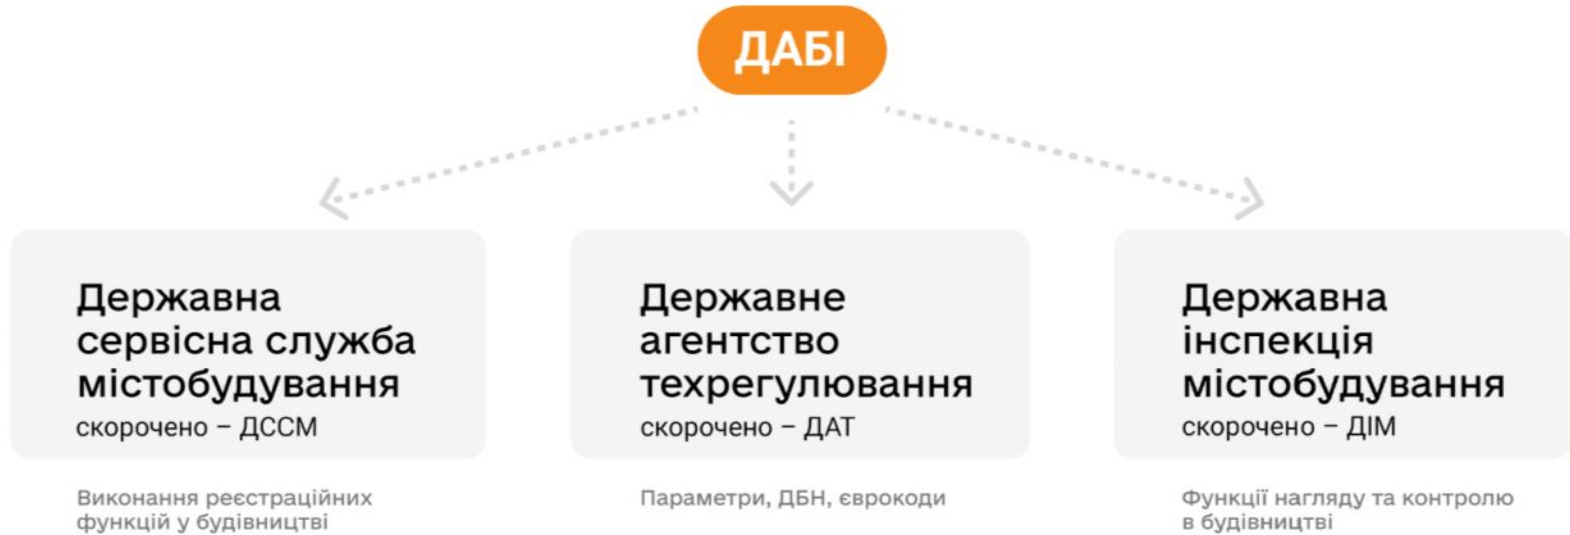 ДАБІ
Державна
сервісна служба
містобудування
скорочено – ДССМ
Виконання реєстраційних
функцій у будівництві
Державне
агентство
техрегулювання
скорочено – ДАТ
Параметри, ДБН, єврокоди
Державна
інспекція
містобудування
скорочено – ДІМ
Функції нагляду та контролю
в будівництві